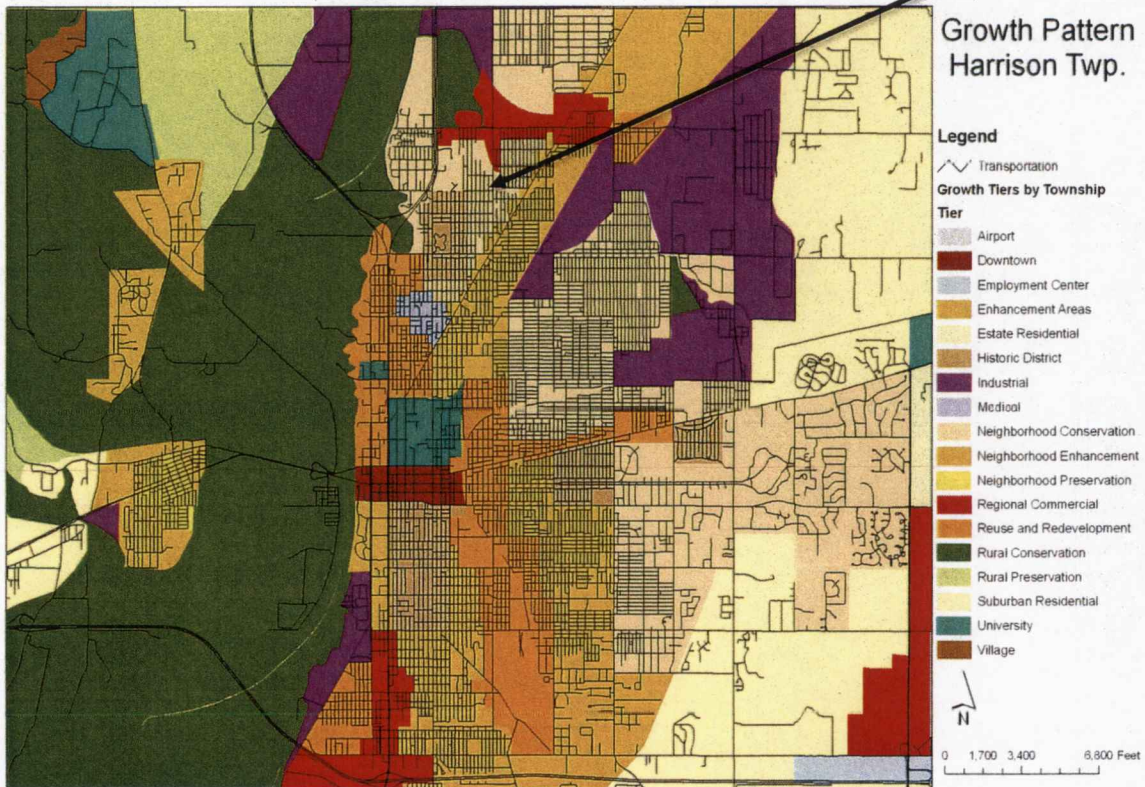 Growth Pattern
Harrison Twp.
Legend
Transportation
Growth Tiers by Township
Tier
Airport
Downtown
Employment Center
Enhancement Areas
Estate Residential
Historic District
Industrial
Medical
Neighborhood Conservation
Neighborhood Enhancement
Neighborhood Preservation
Regional Commercial
Reuse and Redevelopment
Rural Conservation
Rural Preservation
Suburban Residential
University
Village
N
0 1,700 3,400 6,800 Feet